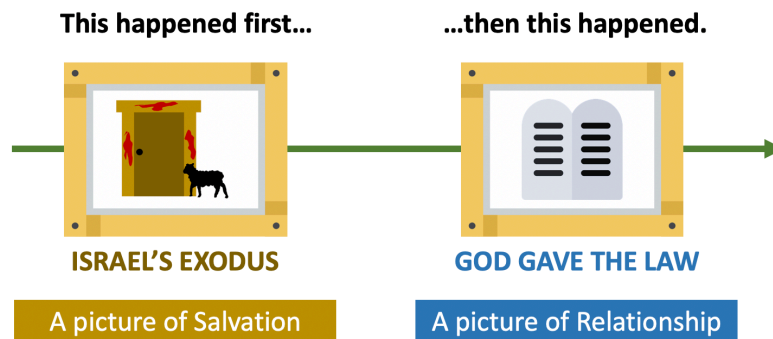 This happened first...
...then this happened.
ISRAEL'S EXODUS
GOD GAVE THE LAW
A picture of Salvation
A picture of Relationship